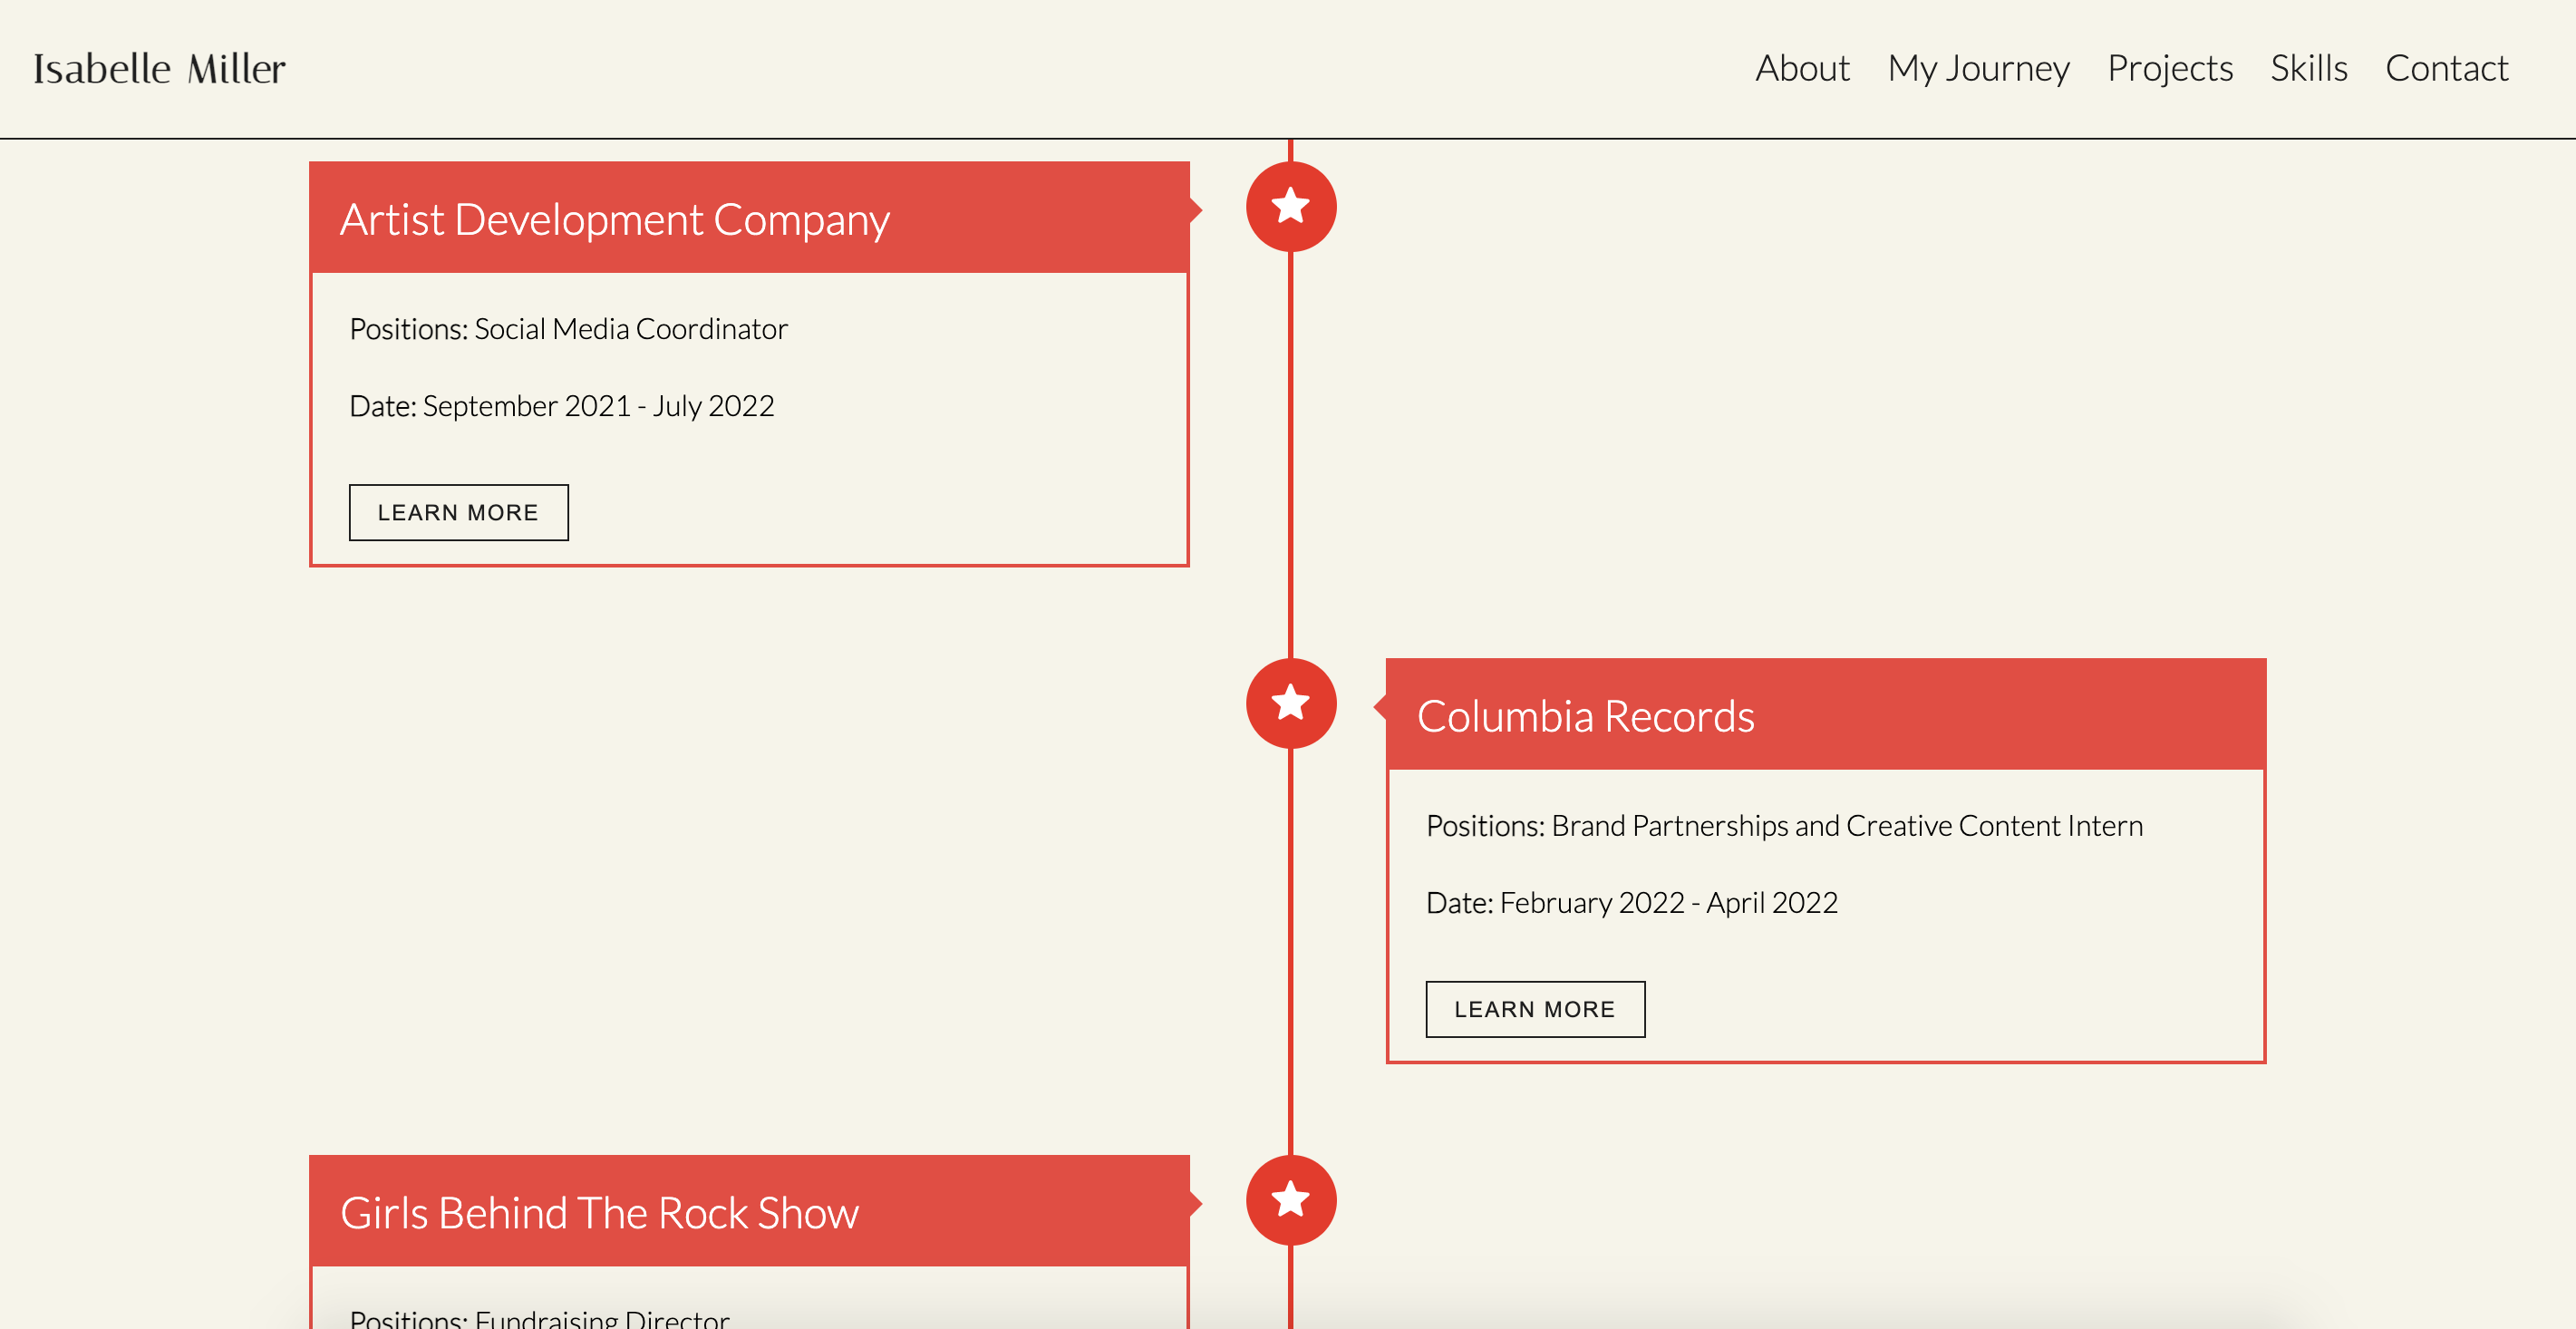 Isabelle Miller
About My Journey Projects Skills Contact
Artist Development Company
Positions: Social Media Coordinator
Date: September 2021 - July 2022
LEARN MORE
Columbia Records
Positions: Brand Partnerships and Creative Content Intern
Date: February 2022 - April 2022
LEARN MORE
Girls Behind The Rock Show
Positions: Fundraising Director